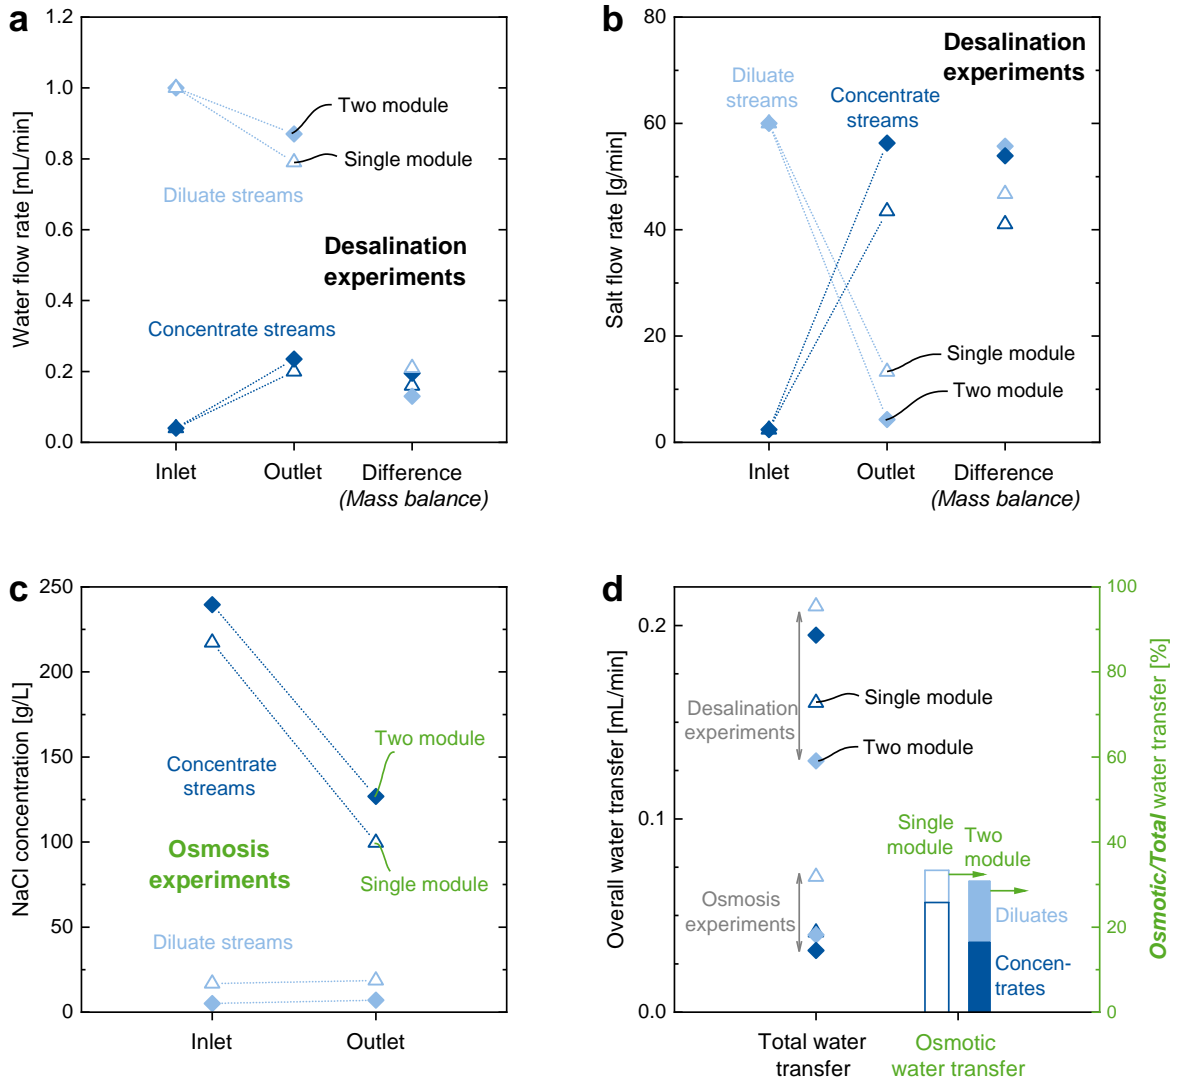 a
1.2
1.0
0.8
0.6
0.4
0.2
0.0
Water flow rate [mL/min]
Two module
Single module
Diluate streams
Desalination
experiments
Concentrate streams
Inlet
Outlet
Difference
(Mass balance)
b
80
60
40
20
0
Salt flow rate [g/min]
Desalination
experiments
Diluate
streams
Concentrate
streams
Single module
Two module
Inlet
Outlet
Difference
(Mass balance)
c
250
200
150
100
50
0
NaCl concentration [g/L]
Two module
Concentrate
streams
Osmosis
experiments
Single module
Diluate streams
Inlet
Outlet
d
0.2
0.1
0.0
Overall water transfer [mL/min]
100
80
60
40
20
0
Osmotic/Total water transfer [%]
Desalination
experiments
Single module
Two module
Single
module
Two
module
Osmosis
experiments
Diluates
Concen-
trates
Total water
transfer
Osmotic
water transfer